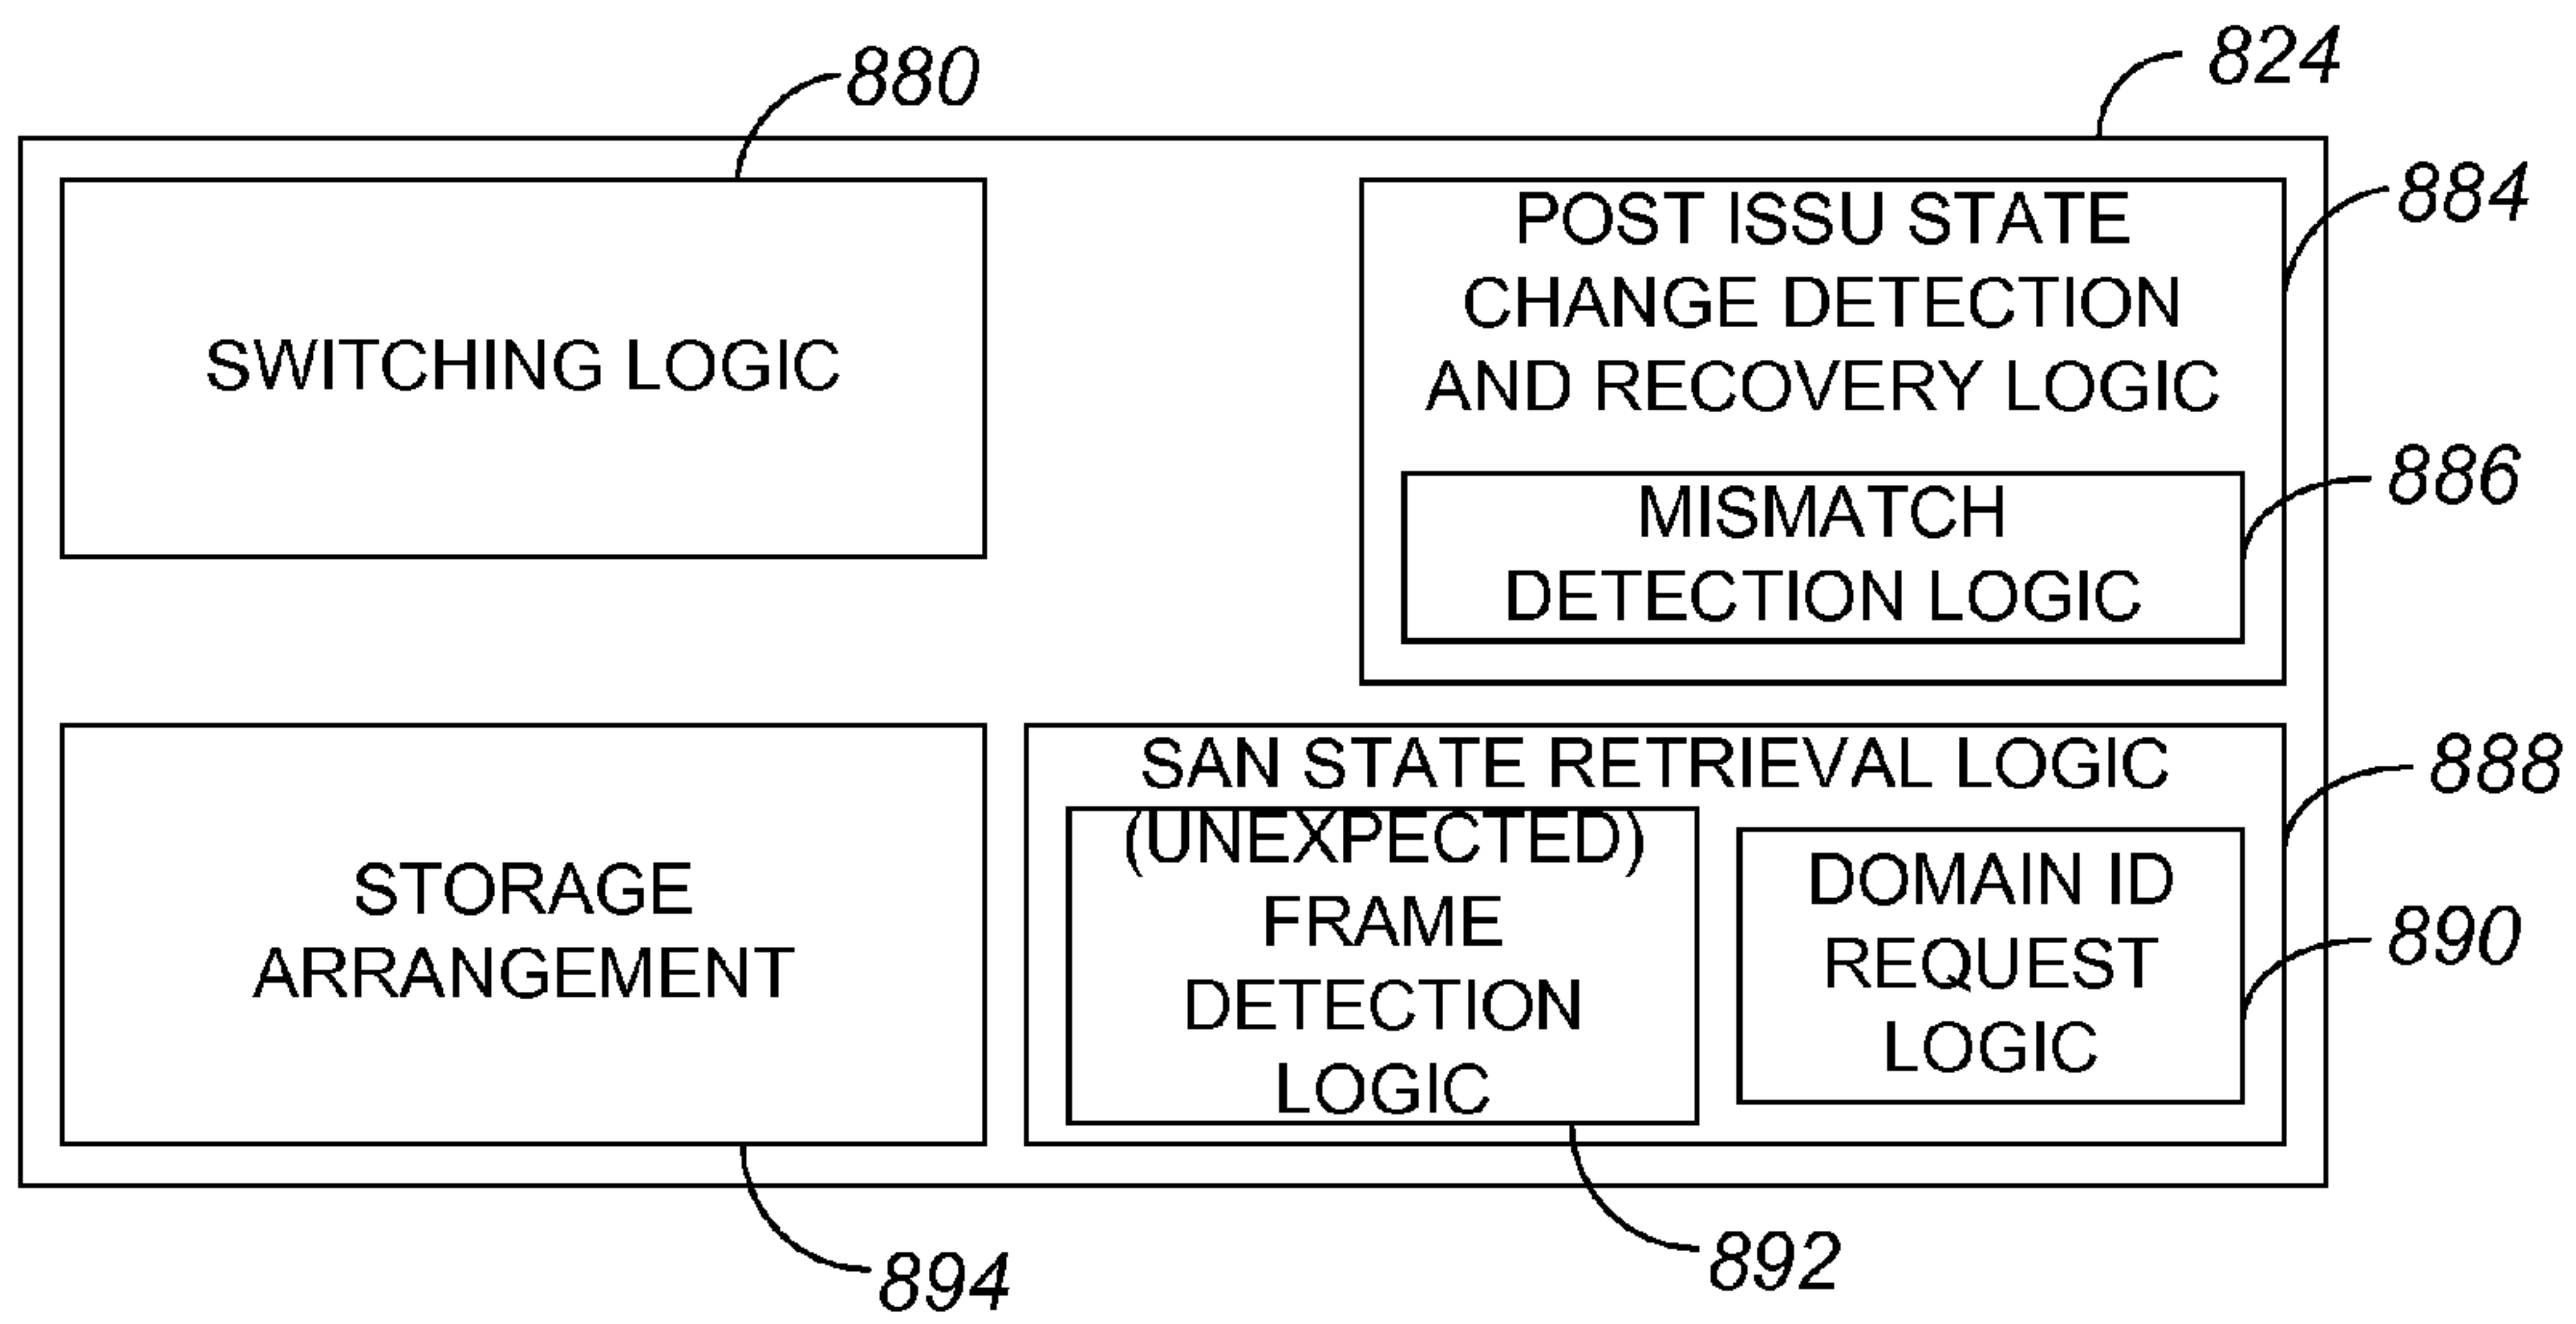 880
824
SWITCHING LOGIC
POST ISSU STATE
CHANGE DETECTION
AND RECOVERY LOGIC
884
MISMATCH
DETECTION LOGIC
886
STORAGE
ARRANGEMENT
894
SAN STATE RETRIEVAL LOGIC
888
(UNEXPECTED)
FRAME
DETECTION
LOGIC
892
DOMAIN ID
REQUEST
LOGIC
890